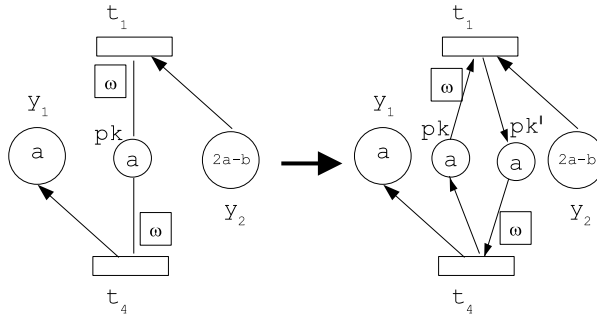 t₁
ω
y₁
pk
a
a
2a-b
y₂
ω
t₄
t₁
ω
y₁
pk
pk'
a
a
a
2a-b
y₂
ω
t₄